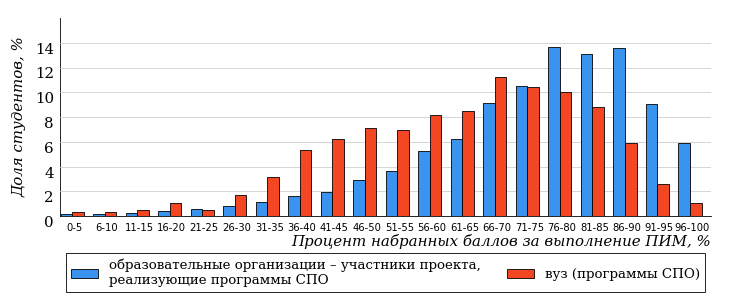 Доля студентов, %
14
12
10
8
6
4
2
0
0-5 6-10 11-15 16-20 21-25 26-30 31-35 36-40 41-45 46-50 51-55 56-60 61-65 66-70 71-75 76-80 81-85 86-90 91-95 96-100
Процент набранных баллов за выполнение ПИМ, %
образовательные организации – участники проекта,
реализующие программы СПО
вуз (программы СПО)